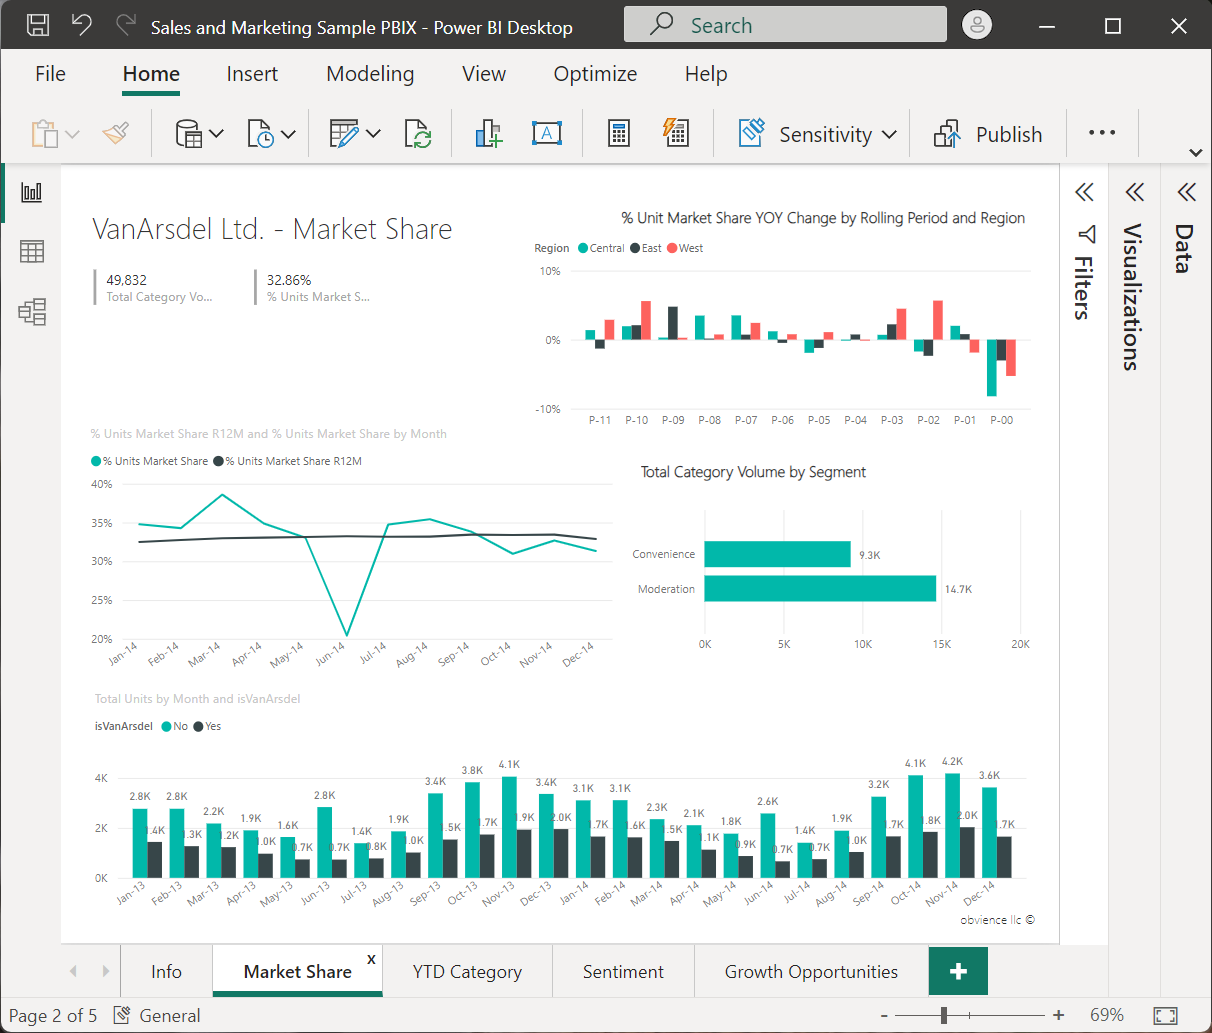 Sales and Marketing Sample PBIX - Power BI Desktop
Search
File Home Insert Modeling View Optimize Help
Sensitivity
Publish
VanArsdel Ltd. - Market Share
49,832
Total Category Vo...
32.86%
% Units Market S...
% Unit Market Share YOY Change by Rolling Period and Region
Region Central East West
10%
0%
-10%
P-11 P-10 P-09 P-08 P-07 P-06 P-05 P-04 P-03 P-02 P-01 P-00
Filters
Visualizations
Data
% Units Market Share R12M and % Units Market Share by Month
% Units Market Share % Units Market Share R12M
40%
35%
30%
25%
20%
Jan-14 Feb-14 Mar-14 Apr-14 May-14 Jun-14 Jul-14 Aug-14 Sep-14 Oct-14 Nov-14 Dec-14
Total Category Volume by Segment
Convenience 9.3K
Moderation 14.7K
0K 5K 10K 15K 20K
Total Units by Month and isVanArsdel
isVanArsdel No Yes
4K
2K
0K
2.8K 2.8K 2.2K 1.9K 1.6K 2.8K 1.4K 1.9K 3.4K 3.8K 4.1K 3.4K 3.1K 3.1K 2.3K 2.1K 1.8K 2.6K 1.4K 1.9K 3.2K 4.1K 4.2K 3.6K
1.4K 1.3K 1.2K 1.0K 0.7K 0.7K 0.8K 1.0K 1.5K 1.7K 1.9K 2.0K 1.7K 1.6K 1.5K 1.1K 0.9K 0.7K 0.7K 1.0K 1.7K 1.8K 2.0K 1.7K
Jan-13 Feb-13 Mar-13 Apr-13 May-13 Jun-13 Jul-13 Aug-13 Sep-13 Oct-13 Nov-13 Dec-13 Jan-14 Feb-14 Mar-14 Apr-14 May-14 Jun-14 Jul-14 Aug-14 Sep-14 Oct-14 Nov-14 Dec-14
obvience llc ©
Info Market Share x YTD Category Sentiment Growth Opportunities +
Page 2 of 5 General - + 69%